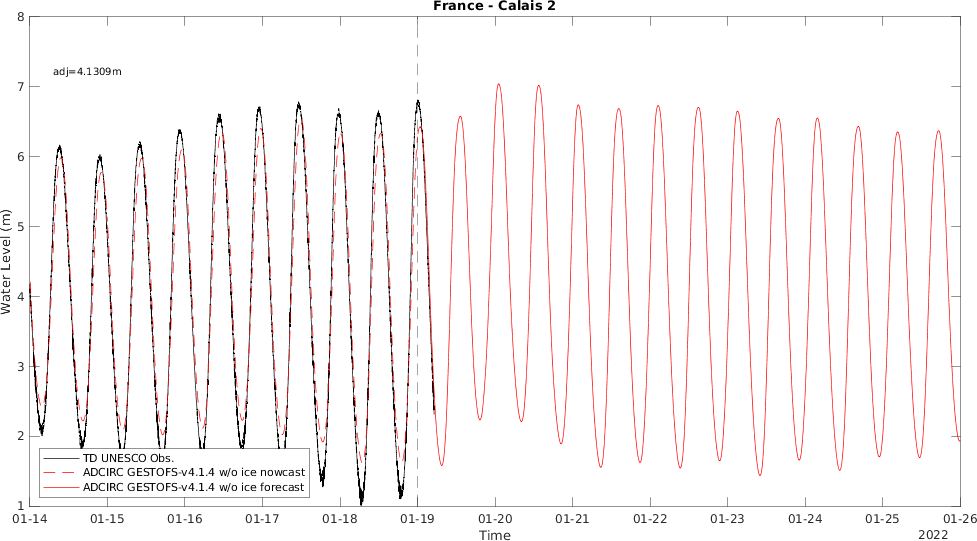 France - Calais 2
8
adj=4.1309m
7
6
5
Water Level (m)
4
3
2
1
TD UNESCO Obs.
ADCIRC GESTOFS-v4.1.4 w/o ice nowcast
ADCIRC GESTOFS-v4.1.4 w/o ice forecast
01-14 01-15 01-16 01-17 01-18 01-19 01-20 01-21 01-22 01-23 01-24 01-25 01-26
Time
2022